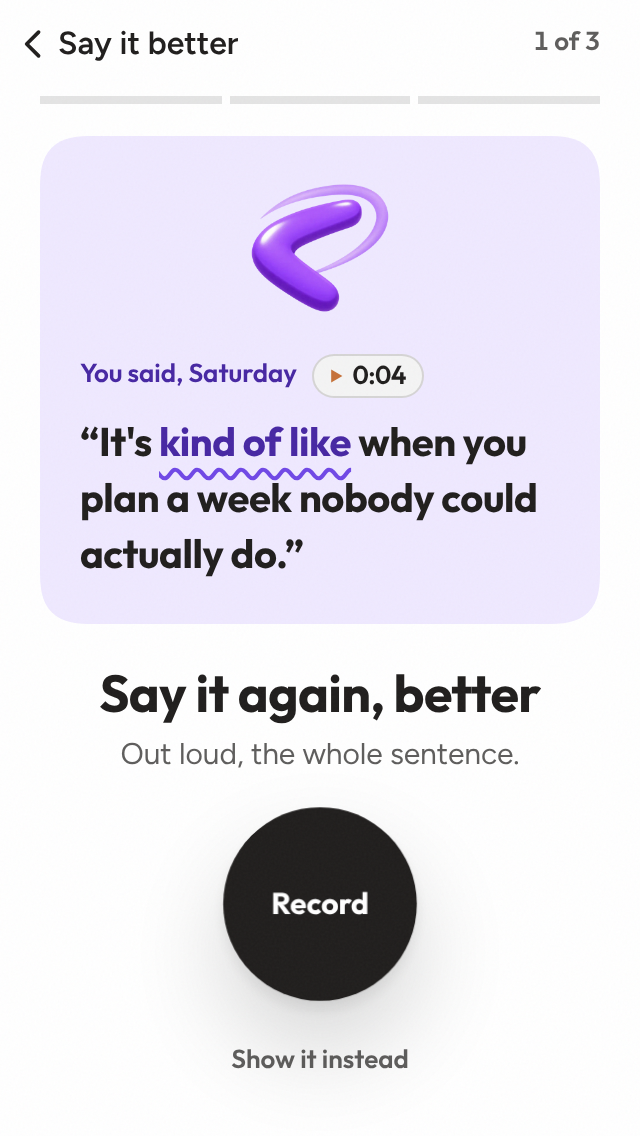 Say it better
1 of 3
You said, Saturday
0:04
“It's kind of like when you
plan a week nobody could
actually do.”
Say it again, better
Out loud, the whole sentence.
Record
Show it instead